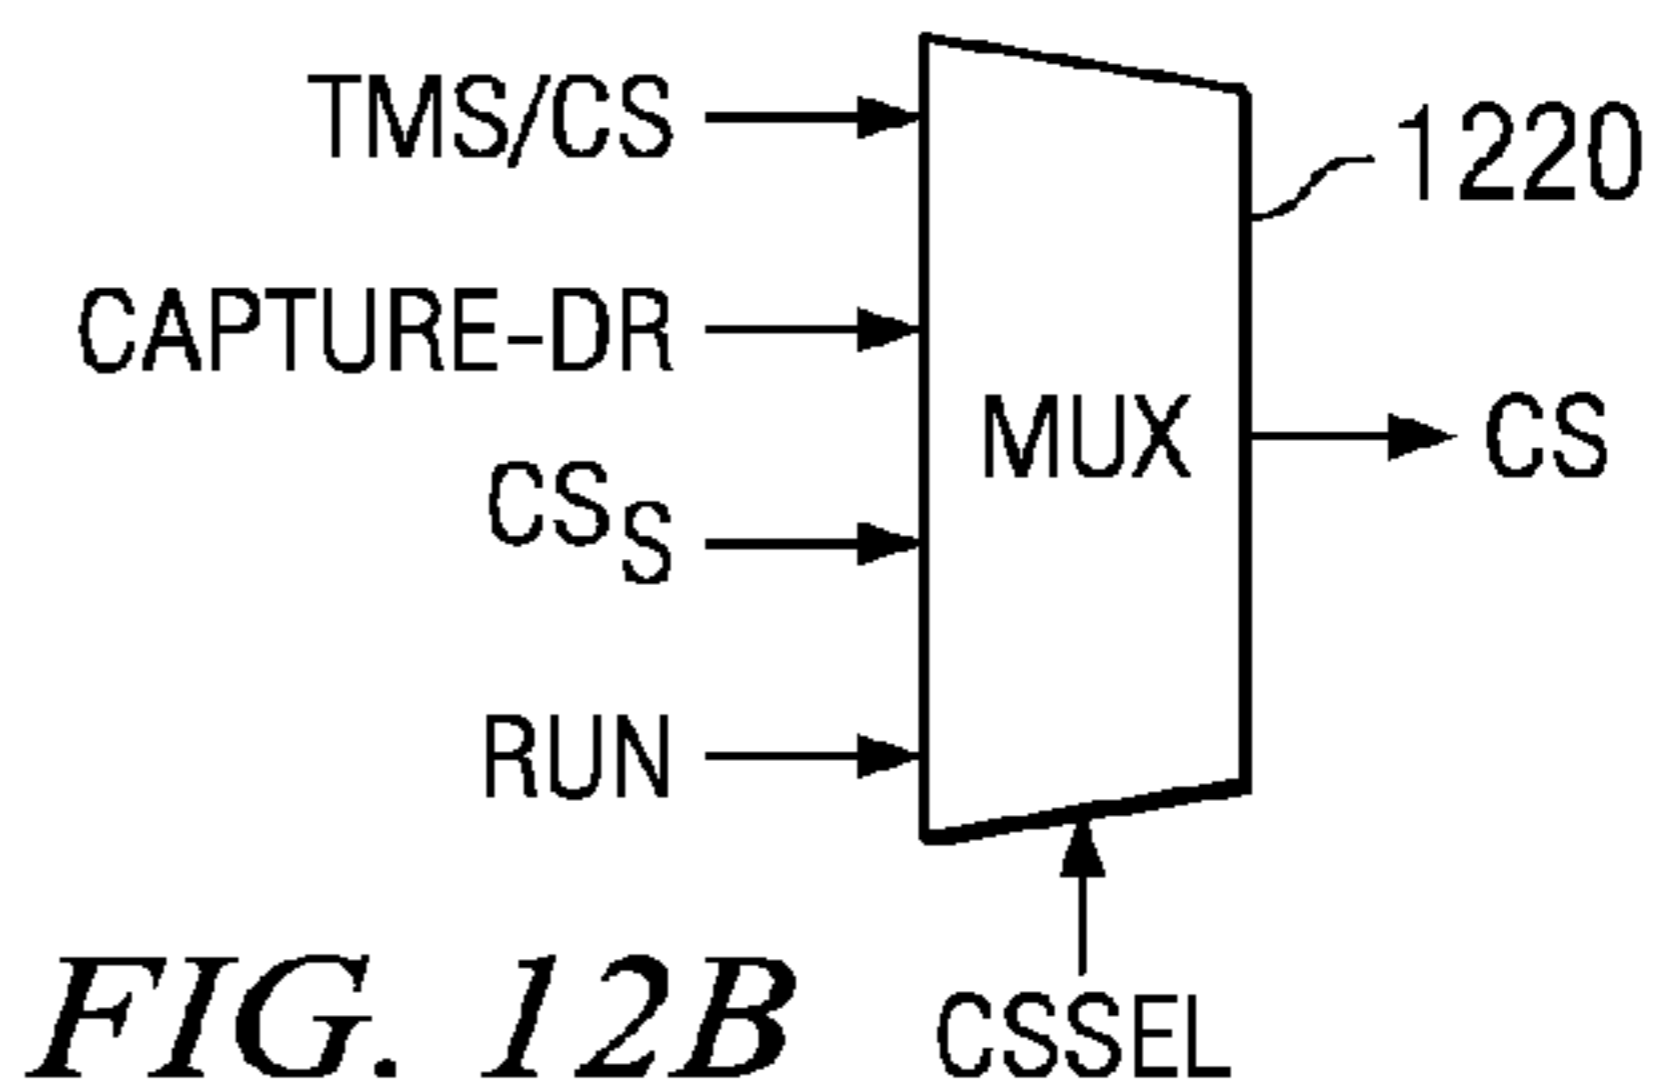 TMS/CS
1220
CAPTURE-DR
MUX
CS
CSS
RUN
CSSEL
FIG. 12B